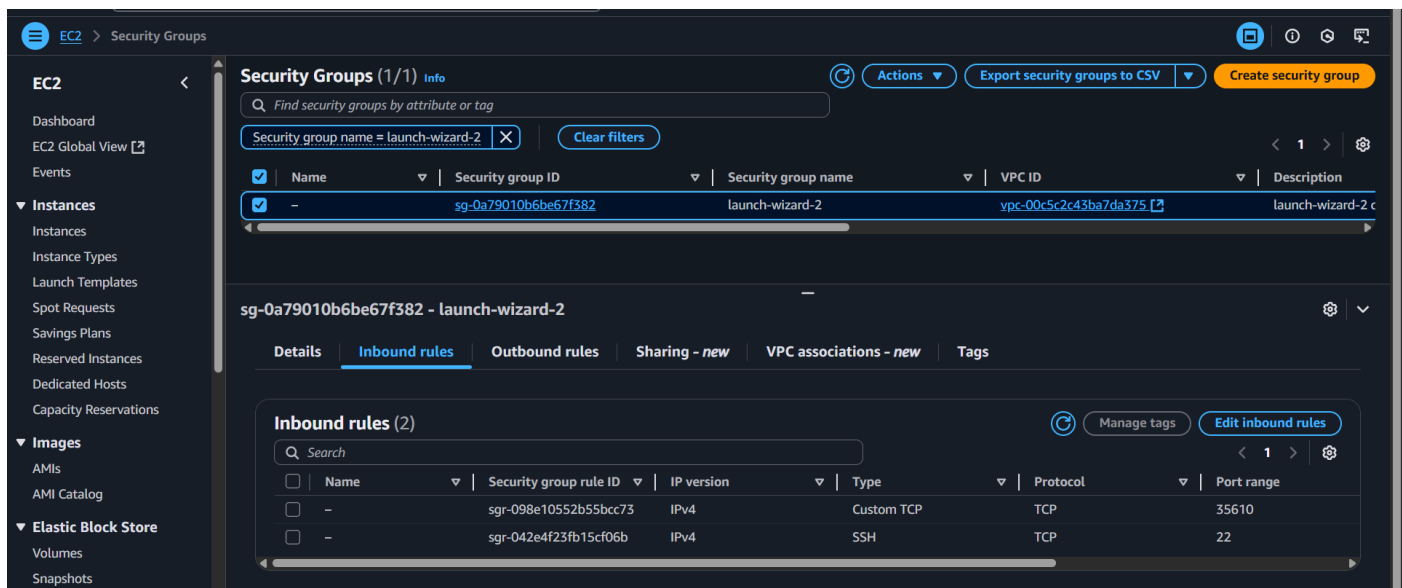 EC2 > Security Groups
EC2
Dashboard
EC2 Global View
Events
Instances
Instances
Instance Types
Launch Templates
Spot Requests
Savings Plans
Reserved Instances
Dedicated Hosts
Capacity Reservations
Images
AMIs
AMI Catalog
Elastic Block Store
Volumes
Snapshots
Security Groups (1/1) Info
Actions
Export security groups to CSV
Create security group
Find security groups by attribute or tag
Security group name = launch-wizard-2
Clear filters
1
Name Security group ID Security group name VPC ID Description
– sg-0a79010b6be67f382 launch-wizard-2 vpc-00c5c2c43ba7da375 launch-wizard-2 c
sg-0a79010b6be67f382 - launch-wizard-2
Details Inbound rules Outbound rules Sharing - new VPC associations - new Tags
Inbound rules (2)
Manage tags
Edit inbound rules
Search
1
Name Security group rule ID IP version Type Protocol Port range
– sgr-098e10552b55bcc73 IPv4 Custom TCP TCP 35610
– sgr-042e4f23fb15cf06b IPv4 SSH TCP 22